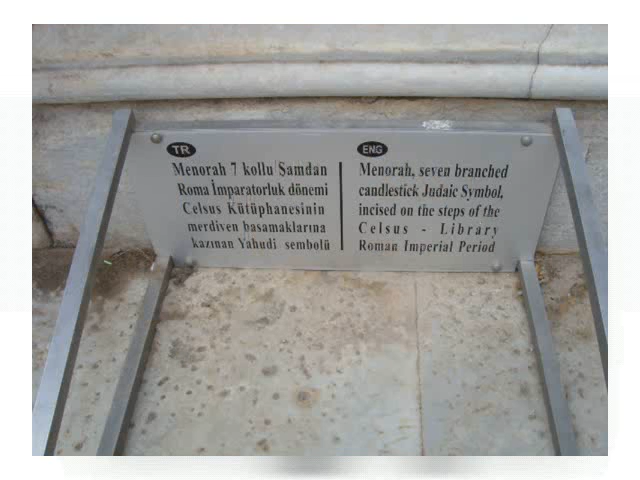 TR
Menorah 7 kollu Şamdan
Roma İmparatorluk dönemi
Celsus Kütüphanesinin
merdiven basamaklarına
kazınan Yahudi sembolü
ENG
Menorah, seven branched
candlestick Judaic Symbol,
incised on the steps of the
Celsus - Library
Roman Imperial Period